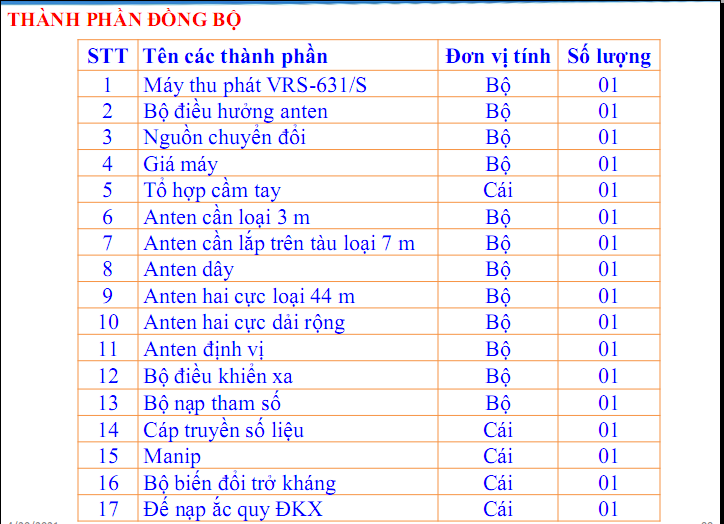 THÀNH PHẦN ĐỒNG BỘ
STT Tên các thành phần Đơn vị tính Số lượng
1 Máy thu phát VRS-631/S Bộ 01
2 Bộ điều hưởng anten Bộ 01
3 Nguồn chuyển đổi Bộ 01
4 Giá máy Bộ 01
5 Tổ hợp cầm tay Cái 01
6 Anten cần loại 3 m Bộ 01
7 Anten cần lắp trên tàu loại 7 m Bộ 01
8 Anten dây Bộ 01
9 Anten hai cực loại 44 m Bộ 01
10 Anten hai cực dải rộng Bộ 01
11 Anten định vị Bộ 01
12 Bộ điều khiển xa Bộ 01
13 Bộ nạp tham số Bộ 01
14 Cáp truyền số liệu Cái 01
15 Manip Cái 01
16 Bộ biến đổi trở kháng Cái 01
17 Đế nạp ắc quy ĐKX Cái 01